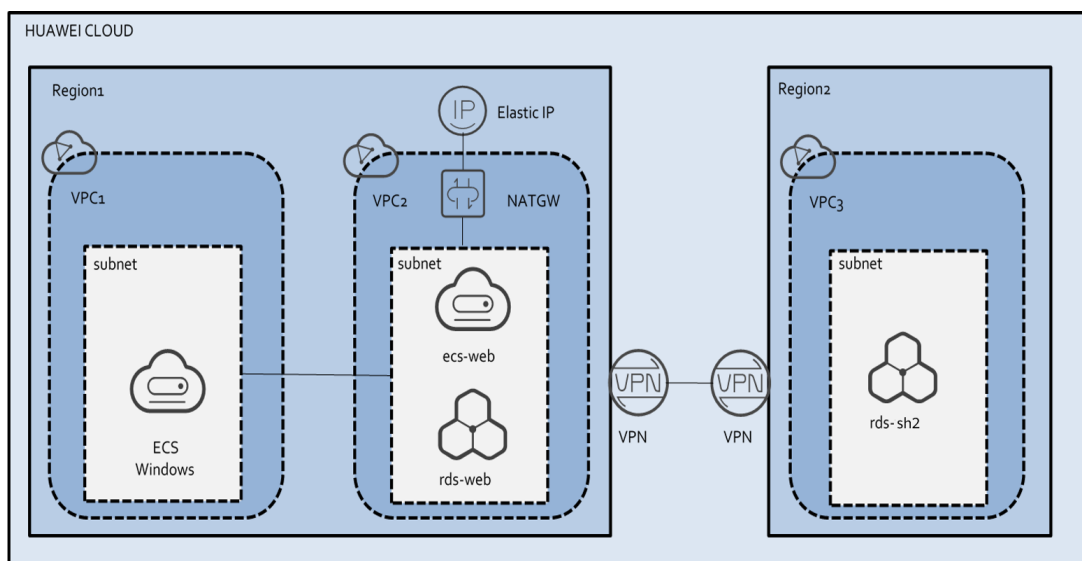 HUAWEI CLOUD
Region1
IP
Elastic IP
VPC1
VPC2
NATGW
subnet
subnet
ecs-web
ECS
Windows
rds-web
VPN
VPN
VPN
VPN
Region2
VPC3
subnet
rds-sh2